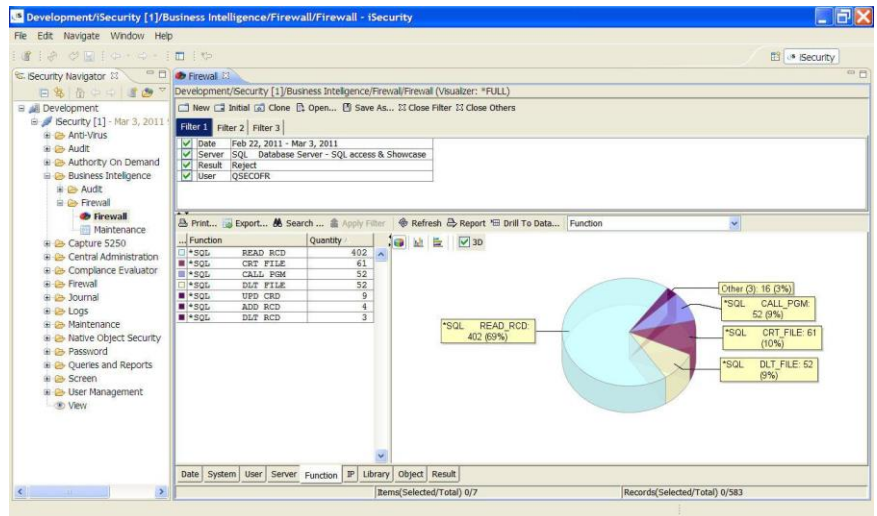 Development/iSecurity [1]/Business Intelligence/Firewall/Firewall - iSecurity
File Edit Navigate Window Help
iSecurity
iSecurity Navigator
Development
iSecurity [1] - Mar 3, 2011
Anti-Virus
Audit
Authority On Demand
Business Intelligence
Audit
Firewall
Firewall
Maintenance
Capture 5250
Central Administration
Compliance Evaluator
Firewall
Journal
Logs
Maintenance
Native Object Security
Password
Queries and Reports
Screen
User Management
View
Firewall
Development/iSecurity [1]/Business Intelligence/Firewall/Firewall (Visualizer: *FULL)
New Initial Clone Open... Save As... Close Filter Close Others
Filter 1 Filter 2 Filter 3
Date Feb 22, 2011 - Mar 3, 2011
Server SQL Database Server - SQL access & Showcase
Result Reject
User QSECOFR
Print... Export... Search ... Apply Filter Refresh Report Drill To Data... Function
... Function Quantity
*SQL READ RCD 402
*SQL CRT FILE 61
*SQL CALL PGM 52
*SQL DLT FILE 52
*SQL UPD CRD 9
*SQL ADD RCD 4
*SQL DLT RCD 3
3D
Other (3): 16 (3%)
*SQL CALL_PGM:
52 (9%)
*SQL READ_RCD:
402 (69%)
*SQL CRT_FILE: 61
(10%)
*SQL DLT_FILE: 52
(9%)
Date System User Server Function IP Library Object Result
Items(Selected/Total) 0/7
Records(Selected/Total) 0/583